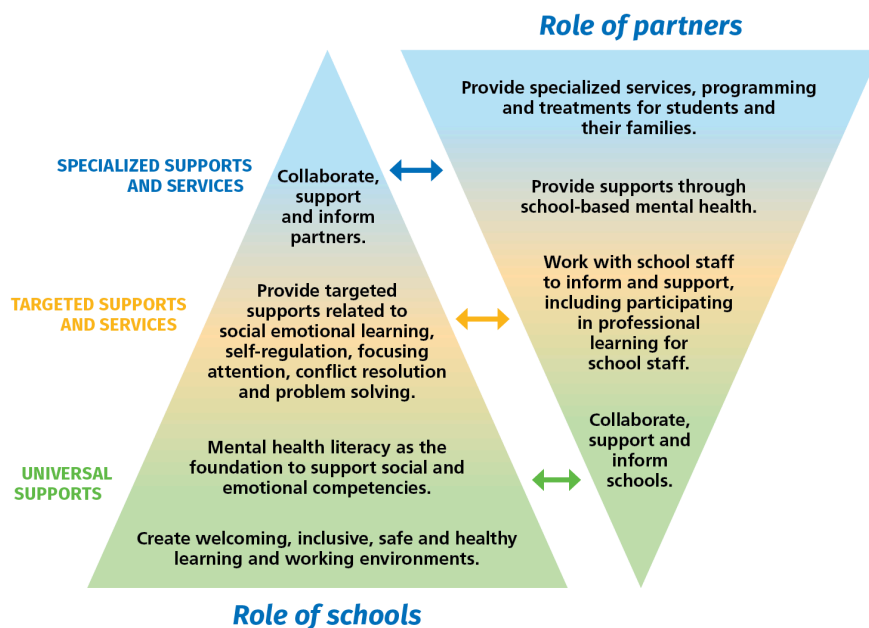 Role of partners
Provide specialized services, programming
and treatments for students and
their families.
SPECIALIZED SUPPORTS
AND SERVICES
Collaborate,
support
and inform
partners.
Provide supports through
school-based mental health.
TARGETED SUPPORTS
AND SERVICES
Provide targeted
supports related to
social emotional learning,
self-regulation, focusing
attention, conflict resolution
and problem solving.
Work with school staff
to inform and support,
including participating
in professional
learning for
school staff.
UNIVERSAL
SUPPORTS
Mental health literacy as the
foundation to support social and
emotional competencies.
Collaborate,
support and
inform
schools.
Create welcoming, inclusive, safe and healthy
learning and working environments.
Role of schools